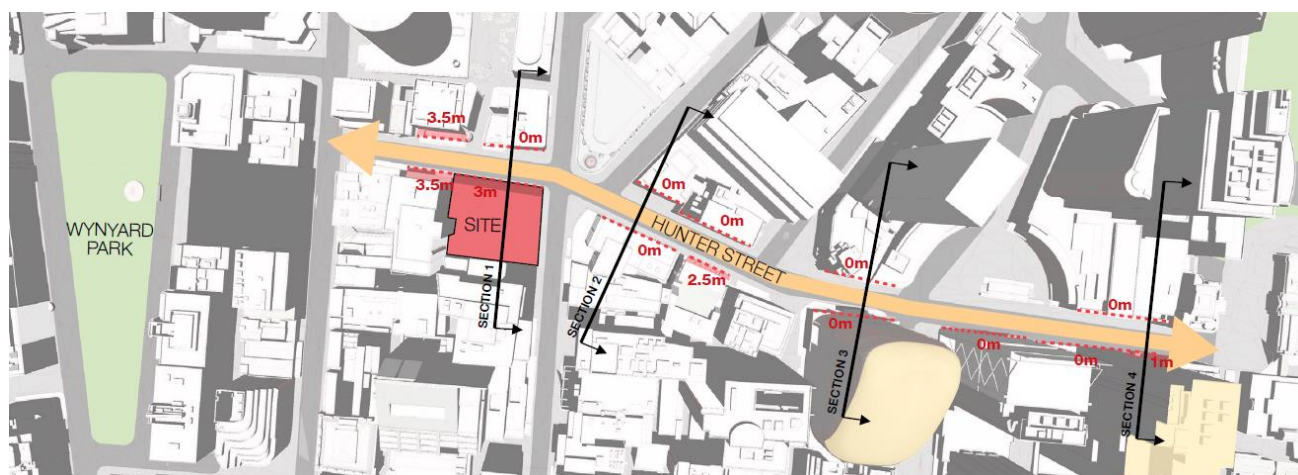 3.5m
0m
3.5m
3m
WYNYARD
PARK
SITE
SECTION 1
0m
0m
HUNTER STREET
0m
2.5m
SECTION 2
0m
0m
SECTION 3
0m
0m
0m
1m
SECTION 4